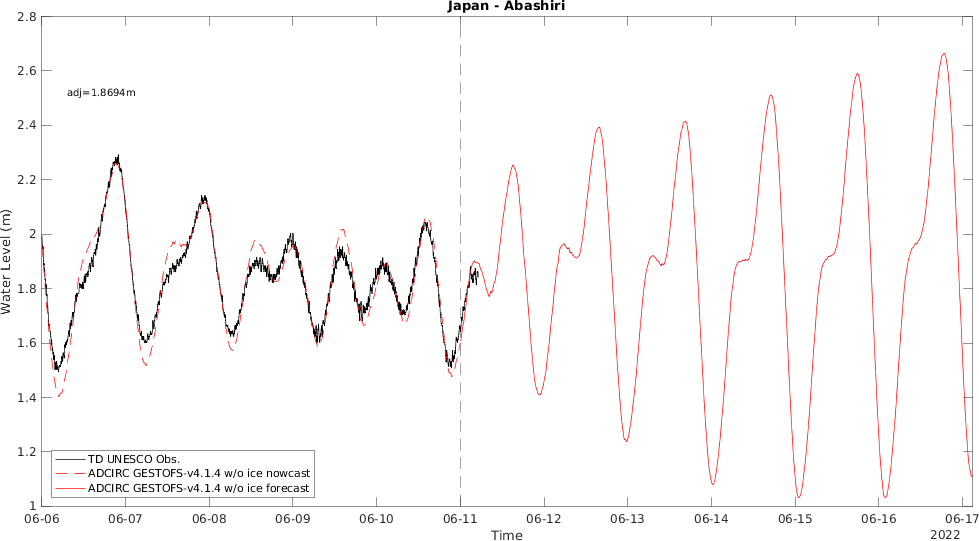 Japan - Abashiri
2.8
2.6
2.4
2.2
2
1.8
1.6
1.4
1.2
1
Water Level (m)
adj=1.8694m
TD UNESCO Obs.
ADCIRC GESTOFS-v4.1.4 w/o ice nowcast
ADCIRC GESTOFS-v4.1.4 w/o ice forecast
06-06 06-07 06-08 06-09 06-10 06-11 06-12 06-13 06-14 06-15 06-16 06-17
Time
2022